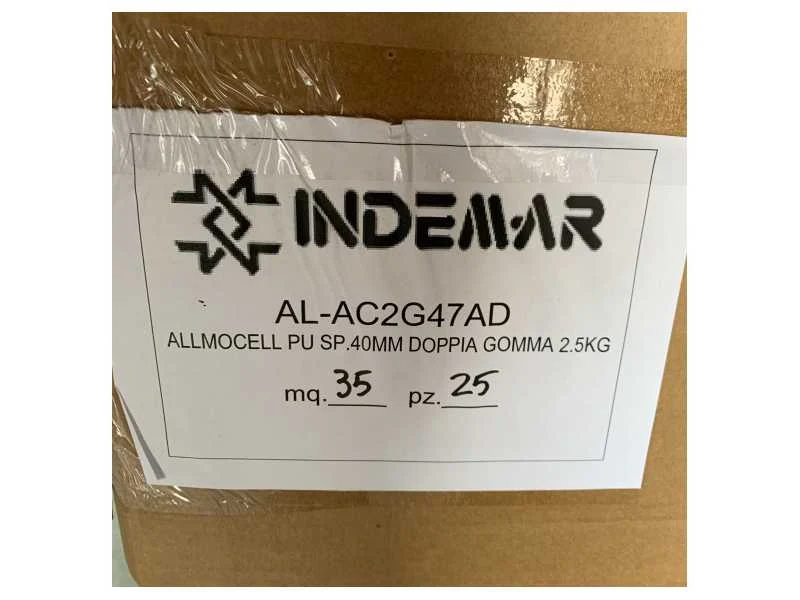 INDEMAR
AL-AC2G47AD
ALLMOCELL PU SP.40MM DOPPIA GOMMA 2.5KG
mq. 35 pz. 25